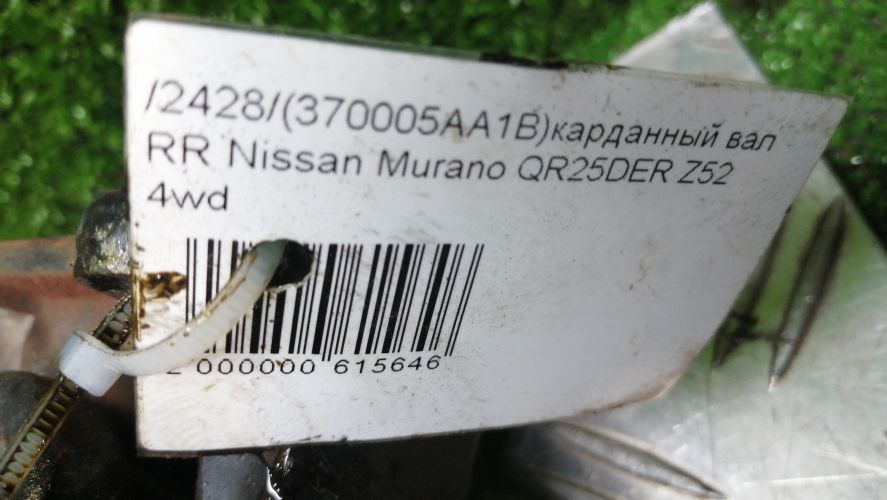 /2428/(370005AA1B)карданный вал
RR Nissan Murano QR25DER Z52
4wd
2 000000 615646